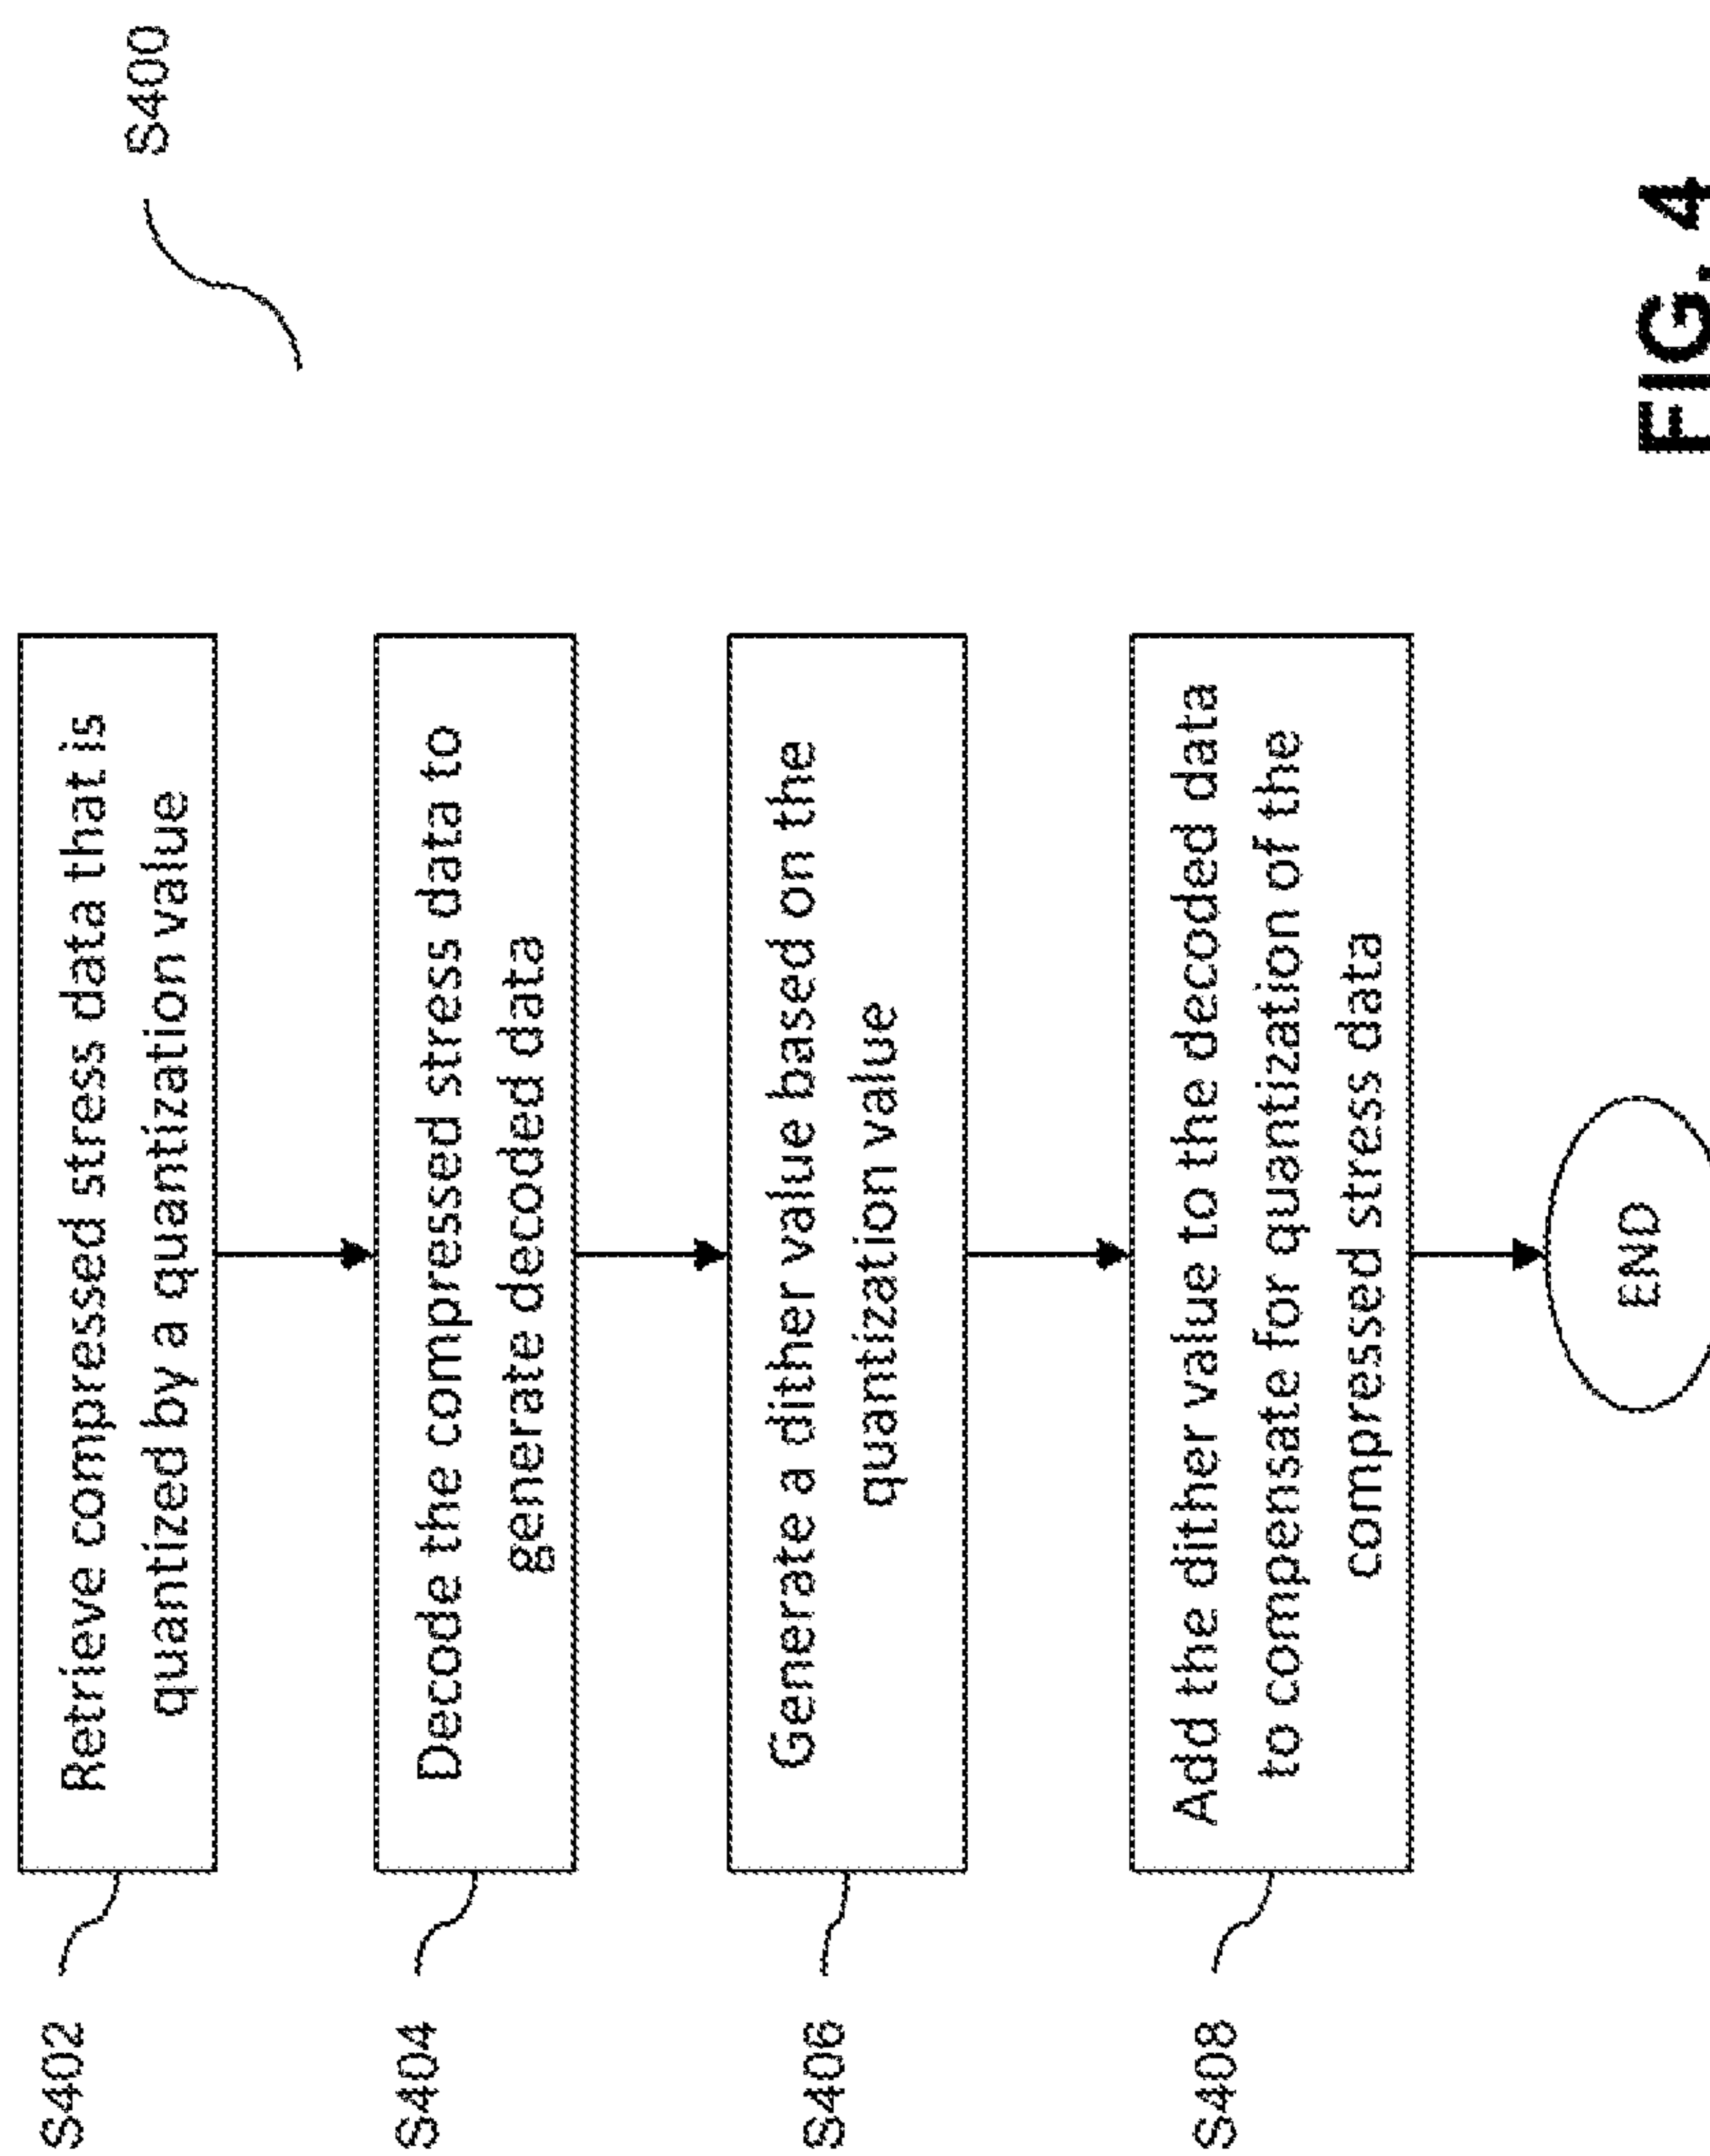 S400
S402
Retrieve compressed stress data that is
quantized by a quantization value
S404
Decode the compressed stress data to
generate decoded data
S406
Generate a dither value based on the
quantization value
S408
Add the dither value to the decoded data
to compensate for quantization of the
compressed stress data
END
FIG. 4